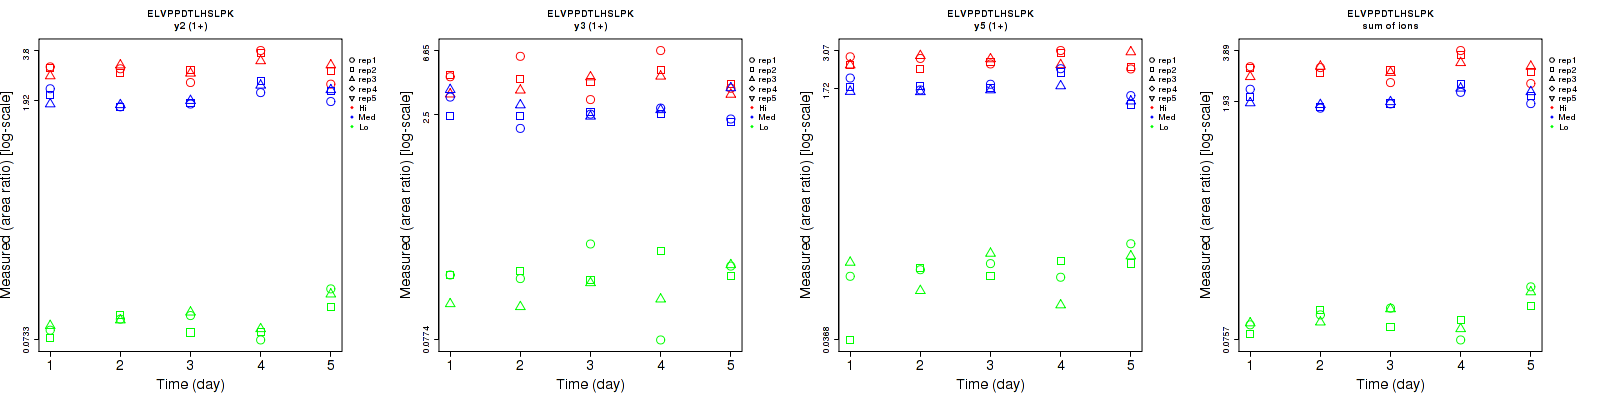 ELVPPDTLHSLPK
y2 (1+)
Measured (area ratio) [log-scale]
3.8
1.92
0.0733
1 2 3 4 5
Time (day)
rep1
rep2
rep3
rep4
rep5
Hi
Med
Lo
ELVPPDTLHSLPK
y3 (1+)
Measured (area ratio) [log-scale]
6.65
2.5
0.0774
1 2 3 4 5
Time (day)
rep1
rep2
rep3
rep4
rep5
Hi
Med
Lo
ELVPPDTLHSLPK
y5 (1+)
Measured (area ratio) [log-scale]
3.07
1.72
0.0368
1 2 3 4 5
Time (day)
rep1
rep2
rep3
rep4
rep5
Hi
Med
Lo
ELVPPDTLHSLPK
sum of ions
Measured (area ratio) [log-scale]
3.89
1.93
0.0757
1 2 3 4 5
Time (day)
rep1
rep2
rep3
rep4
rep5
Hi
Med
Lo